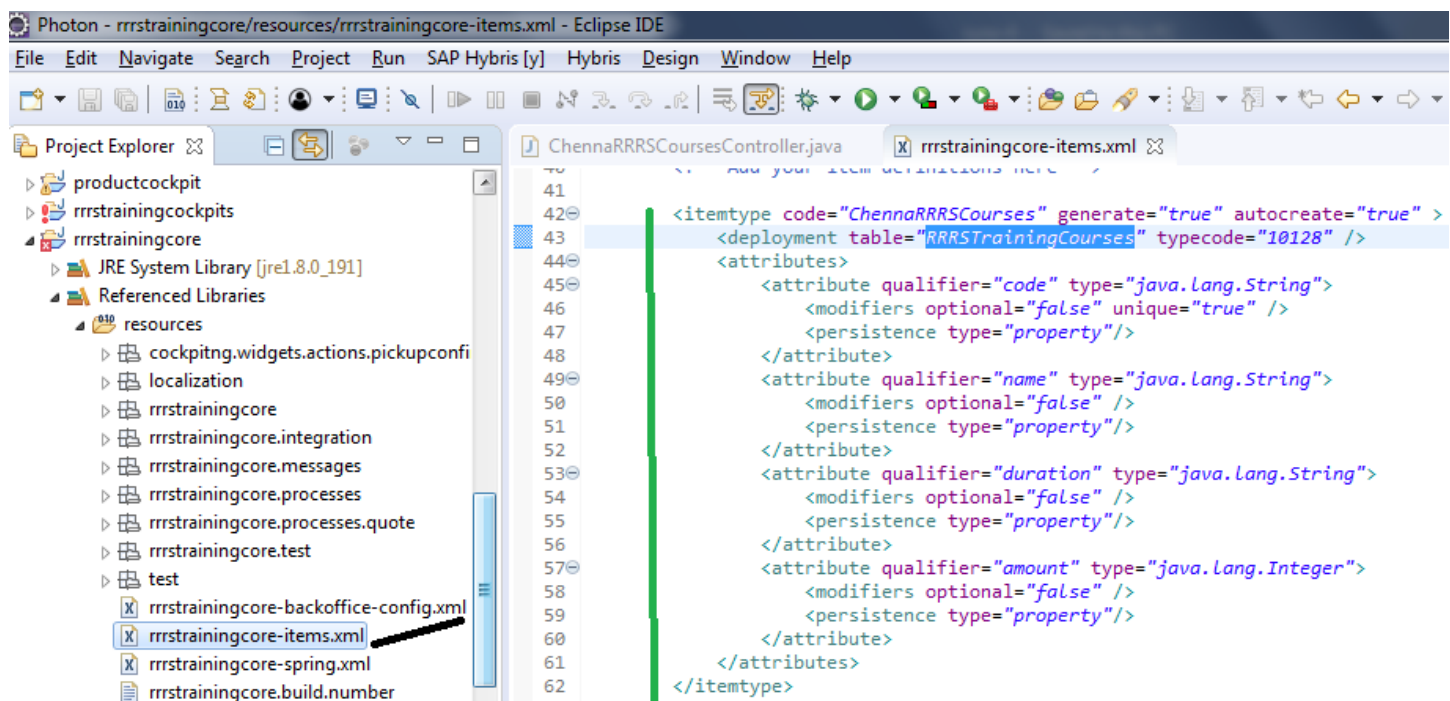 Photon - rrrstrainingcore/resources/rrrstrainingcore-items.xml - Eclipse IDE
File Edit Navigate Search Project Run SAP Hybris [y] Hybris Design Window Help
Project Explorer
productcockpit
rrrstrainingcockpits
rrrstrainingcore
JRE System Library [jre1.8.0_191]
Referenced Libraries
resources
cockpitng.widgets.actions.pickupconfi
localization
rrrstrainingcore
rrrstrainingcore.integration
rrrstrainingcore.messages
rrrstrainingcore.processes
rrrstrainingcore.processes.quote
rrrstrainingcore.test
test
rrrstrainingcore-backoffice-config.xml
rrrstrainingcore-items.xml
rrrstrainingcore-spring.xml
rrrstrainingcore.build.number
ChennaRRRSCoursesController.java rrrstrainingcore-items.xml
40 <!-- Add your item definitions here -->
41
42 <itemtype code="ChennaRRRSCourses" generate="true" autocreate="true" >
43 <deployment table="RRRSTrainingCourses" typecode="10128" />
44 <attributes>
45 <attribute qualifier="code" type="java.lang.String">
46 <modifiers optional="false" unique="true" />
47 <persistence type="property"/>
48 </attribute>
49 <attribute qualifier="name" type="java.lang.String">
50 <modifiers optional="false" />
51 <persistence type="property"/>
52 </attribute>
53 <attribute qualifier="duration" type="java.lang.String">
54 <modifiers optional="false" />
55 <persistence type="property"/>
56 </attribute>
57 <attribute qualifier="amount" type="java.lang.Integer">
58 <modifiers optional="false" />
59 <persistence type="property"/>
60 </attribute>
61 </attributes>
62 </itemtype>